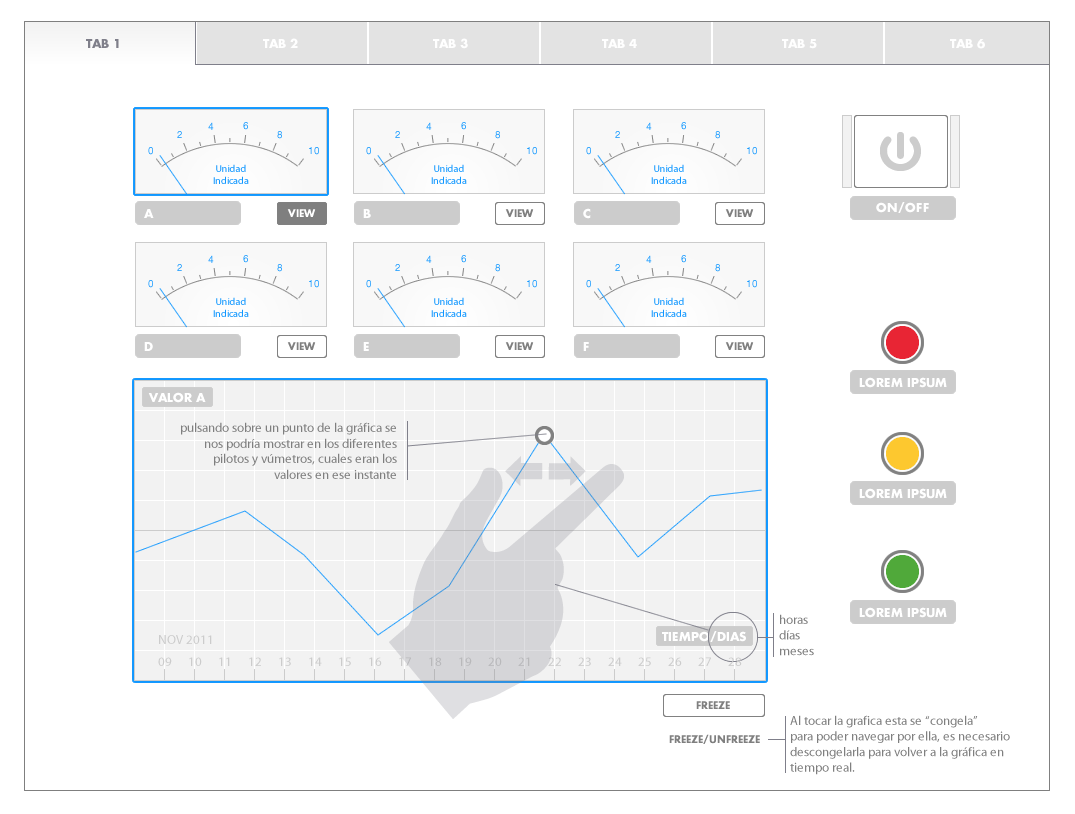 TAB 1 TAB 2 TAB 3 TAB 4 TAB 5 TAB 6
0 2 4 6 8 10
Unidad
Indicada
0 2 4 6 8 10
Unidad
Indicada
0 2 4 6 8 10
Unidad
Indicada
A VIEW B VIEW C VIEW
ON/OFF
0 2 4 6 8 10
Unidad
Indicada
0 2 4 6 8 10
Unidad
Indicada
0 2 4 6 8 10
Unidad
Indicada
D VIEW E VIEW F VIEW
LOREM IPSUM
LOREM IPSUM
LOREM IPSUM
VALOR A
pulsando sobre un punto de la gráfica se
nos podría mostrar en los diferentes
pilotos y vúmetros, cuales eran los
valores en ese instante
NOV 2011
TIEMPO/DIAS
09 10 11 12 13 14 15 16 17 18 19 20 21 22 23 24 25 26 27 28
horas
días
meses
FREEZE
FREEZE/UNFREEZE
Al tocar la grafica esta se “congela”
para poder navegar por ella, es necesario
descongelarla para volver a la gráfica en
tiempo real.